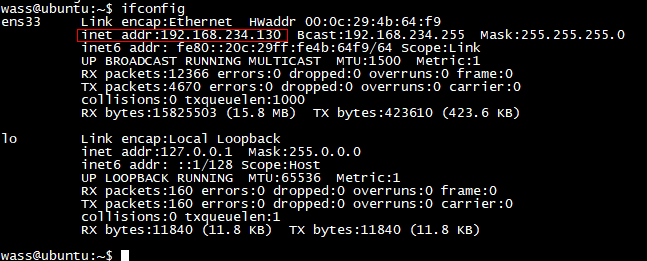 wass@ubuntu:~$ ifconfig
ens33     Link encap:Ethernet  HWaddr 00:0c:29:4b:64:f9
          inet addr:192.168.234.130  Bcast:192.168.234.255  Mask:255.255.255.0
          inet6 addr: fe80::20c:29ff:fe4b:64f9/64 Scope:Link
          UP BROADCAST RUNNING MULTICAST  MTU:1500  Metric:1
          RX packets:12366 errors:0 dropped:0 overruns:0 frame:0
          TX packets:4670 errors:0 dropped:0 overruns:0 carrier:0
          collisions:0 txqueuelen:1000
          RX bytes:15825503 (15.8 MB)  TX bytes:423610 (423.6 KB)

lo        Link encap:Local Loopback
          inet addr:127.0.0.1  Mask:255.0.0.0
          inet6 addr: ::1/128 Scope:Host
          UP LOOPBACK RUNNING  MTU:65536  Metric:1
          RX packets:160 errors:0 dropped:0 overruns:0 frame:0
          TX packets:160 errors:0 dropped:0 overruns:0 carrier:0
          collisions:0 txqueuelen:1
          RX bytes:11840 (11.8 KB)  TX bytes:11840 (11.8 KB)

wass@ubuntu:~$